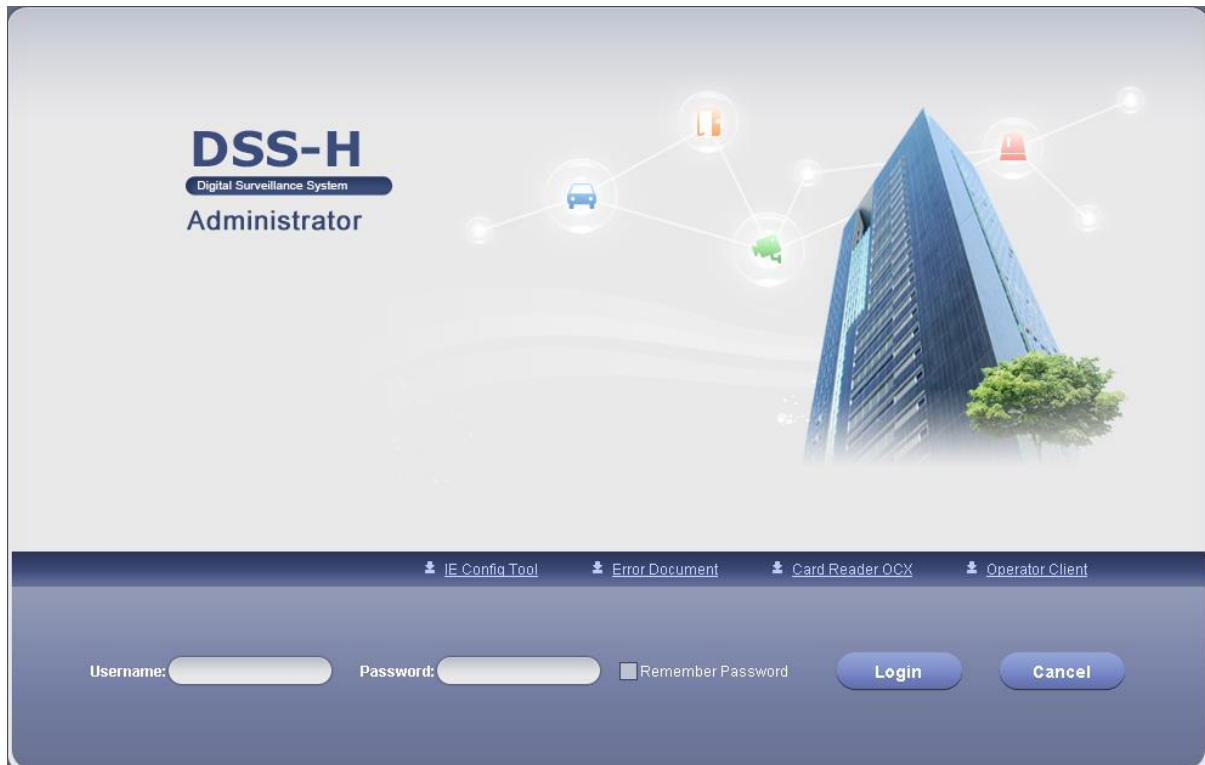 DSS-H
Digital Surveillance System
Administrator
IE Config Tool Error Document Card Reader OCX Operator Client
Username: Password: Remember Password Login Cancel